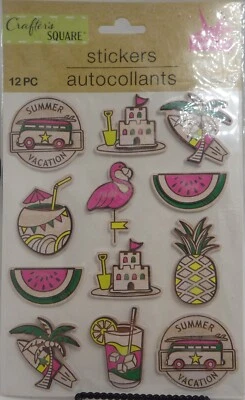 Crafter's
SQUARE
stickers
12 PC
autocollants
SUMMER
VACATION
SUMMER
VACATION